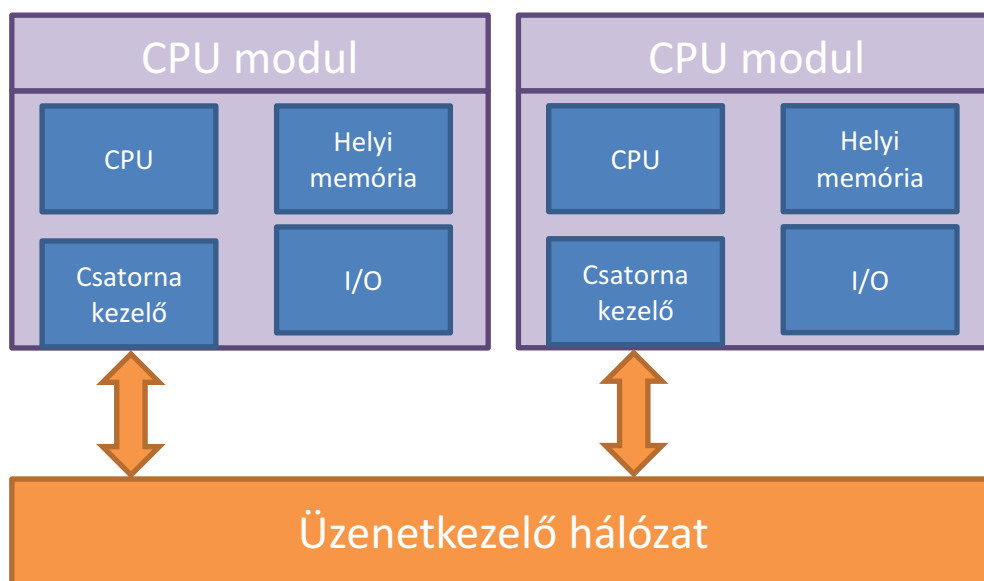 CPU modul
CPU
Helyi
memória
Csatorna
kezelő
I/O
CPU modul
CPU
Helyi
memória
Csatorna
kezelő
I/O
Üzenetkezelő hálózat